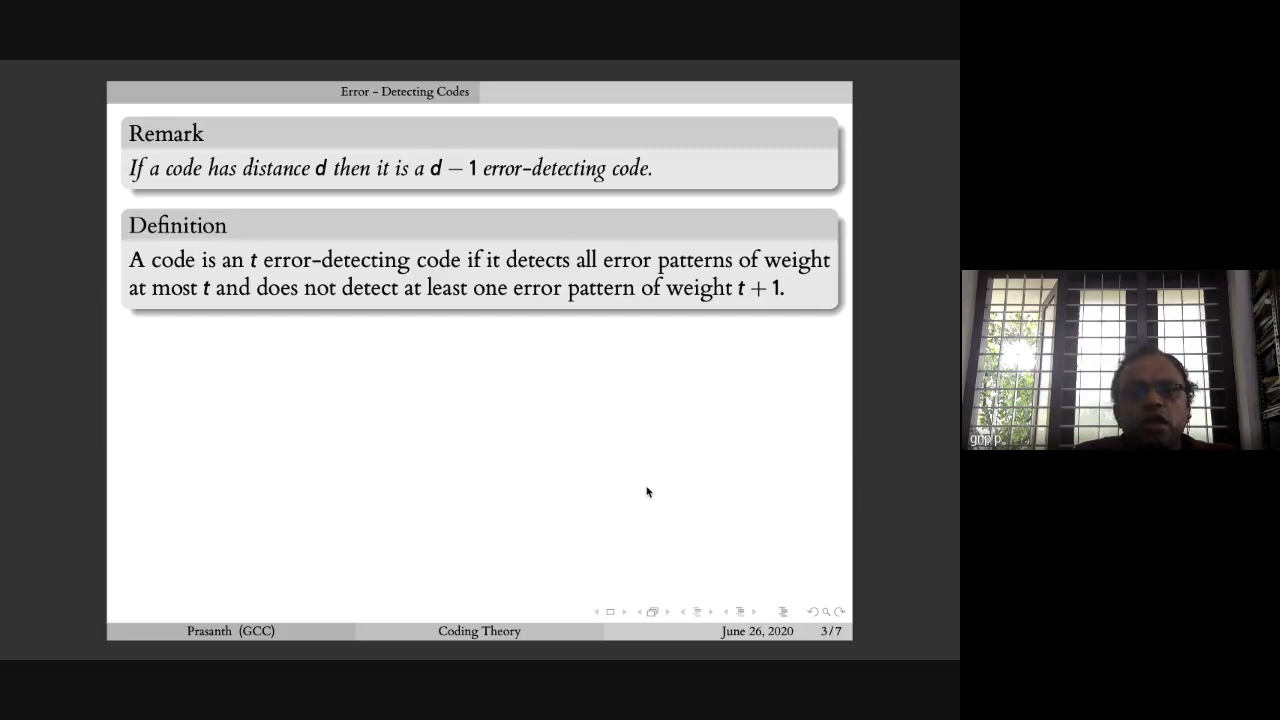 Error - Detecting Codes
Remark
If a code has distance d then it is a d − 1 error-detecting code.
Definition
A code is an t error-detecting code if it detects all error patterns of weight
at most t and does not detect at least one error pattern of weight t + 1.
gnp p
Prasanth (GCC) Coding Theory June 26, 2020 3 / 7